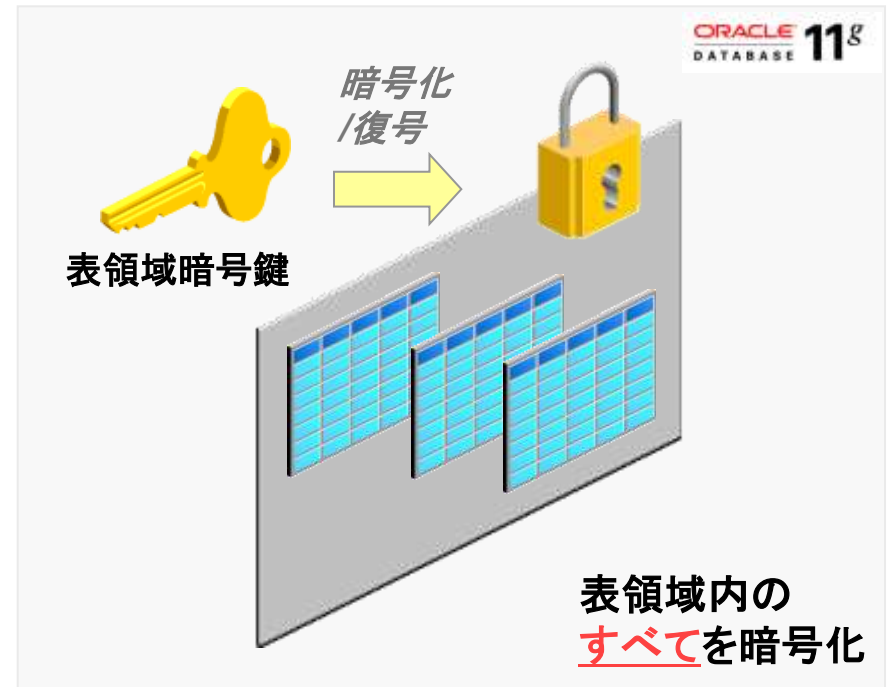 ORACLE 11g
DATABASE
暗号化
/復号
表領域暗号鍵
表領域内の
すべてを暗号化